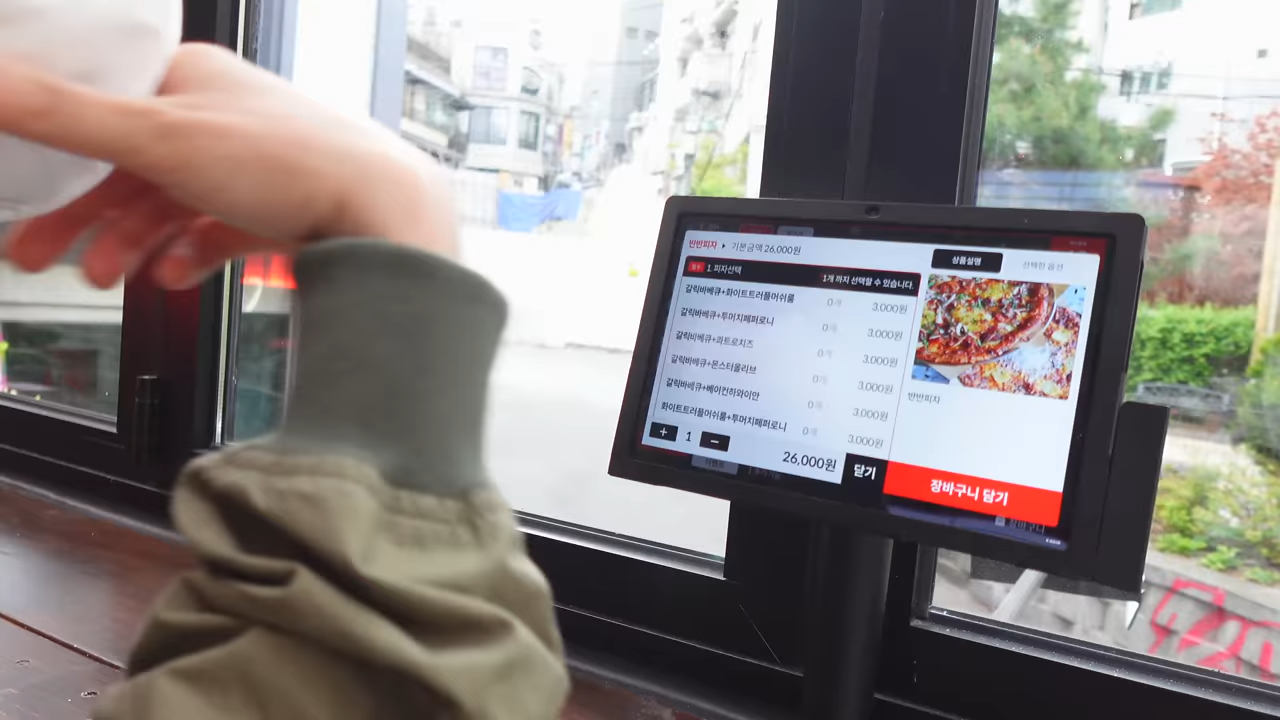 반반피자 ▸ 기본금액 26,000원
상품설명
선택한 옵션
필수 1. 피자선택 1개 까지 선택할 수 있습니다.
갈릭바베큐+화이트트러플머쉬룸 0개 3,000원
갈릭바베큐+투머치페퍼로니 0개 3,000원
갈릭바베큐+콰트로치즈 0개 3,000원
갈릭바베큐+몬스터올리브 0개 3,000원
갈릭바베큐+베이컨하와이안 0개 3,000원
화이트트러플머쉬룸+투머치페퍼로니 0개 3,000원
반반피자
+ 1 −
26,000원
닫기
장바구니 담기
이벤트
장바구니